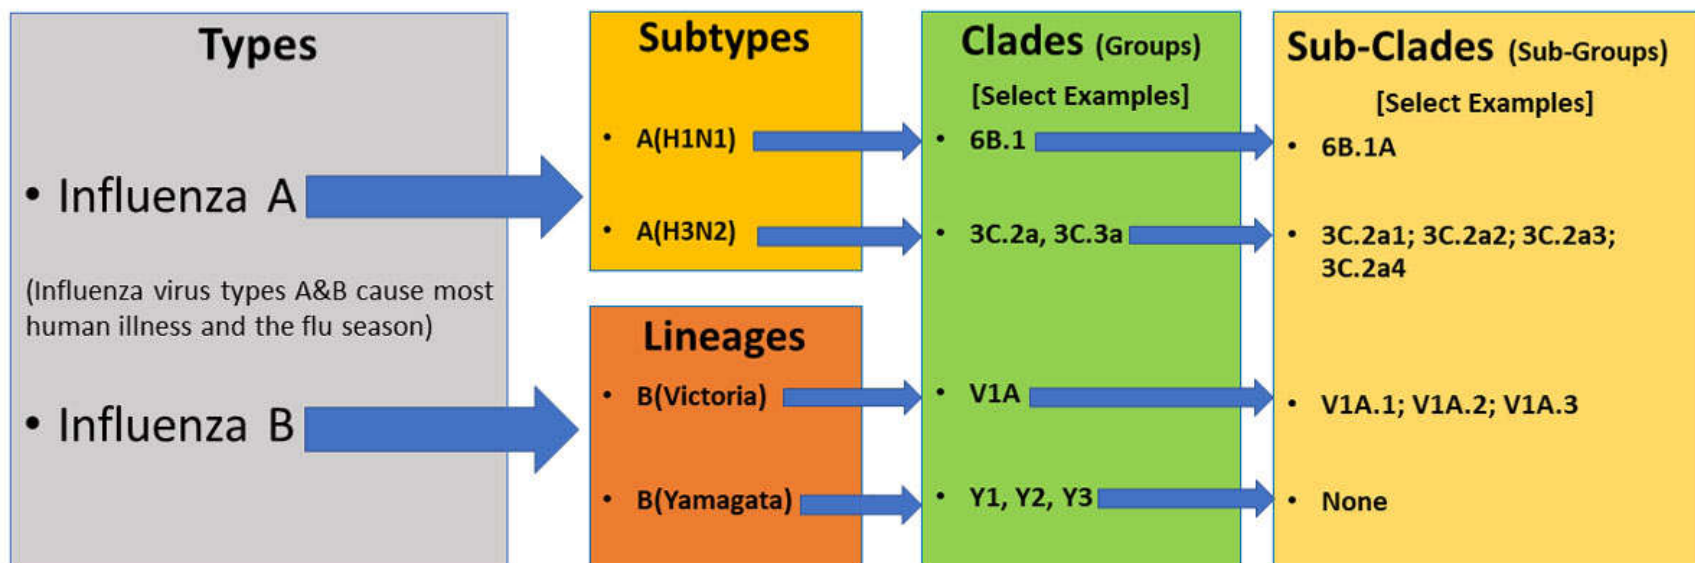 Types
• Influenza A
(Influenza virus types A&B cause most
human illness and the flu season)
• Influenza B
Subtypes
• A(H1N1)
• A(H3N2)
Lineages
• B(Victoria)
• B(Yamagata)
Clades (Groups)
[Select Examples]
• 6B.1
• 3C.2a, 3C.3a
• V1A
• Y1, Y2, Y3
Sub-Clades (Sub-Groups)
[Select Examples]
• 6B.1A
• 3C.2a1; 3C.2a2; 3C.2a3;
3C.2a4
• V1A.1; V1A.2; V1A.3
• None